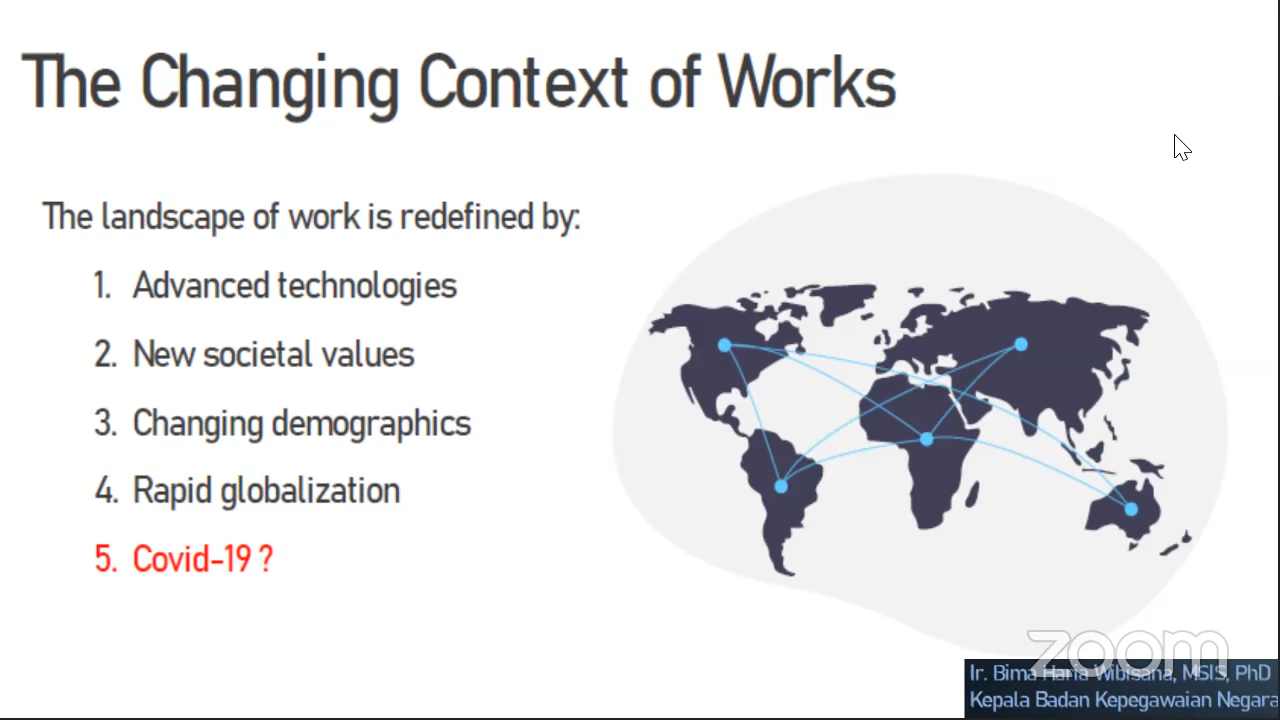 The Changing Context of Works
The landscape of work is redefined by:
1. Advanced technologies
2. New societal values
3. Changing demographics
4. Rapid globalization
5. Covid-19 ?
zoom
Ir. Bima Haria Wibisana, MSIS, PhD
Kepala Badan Kepegawaian Negara